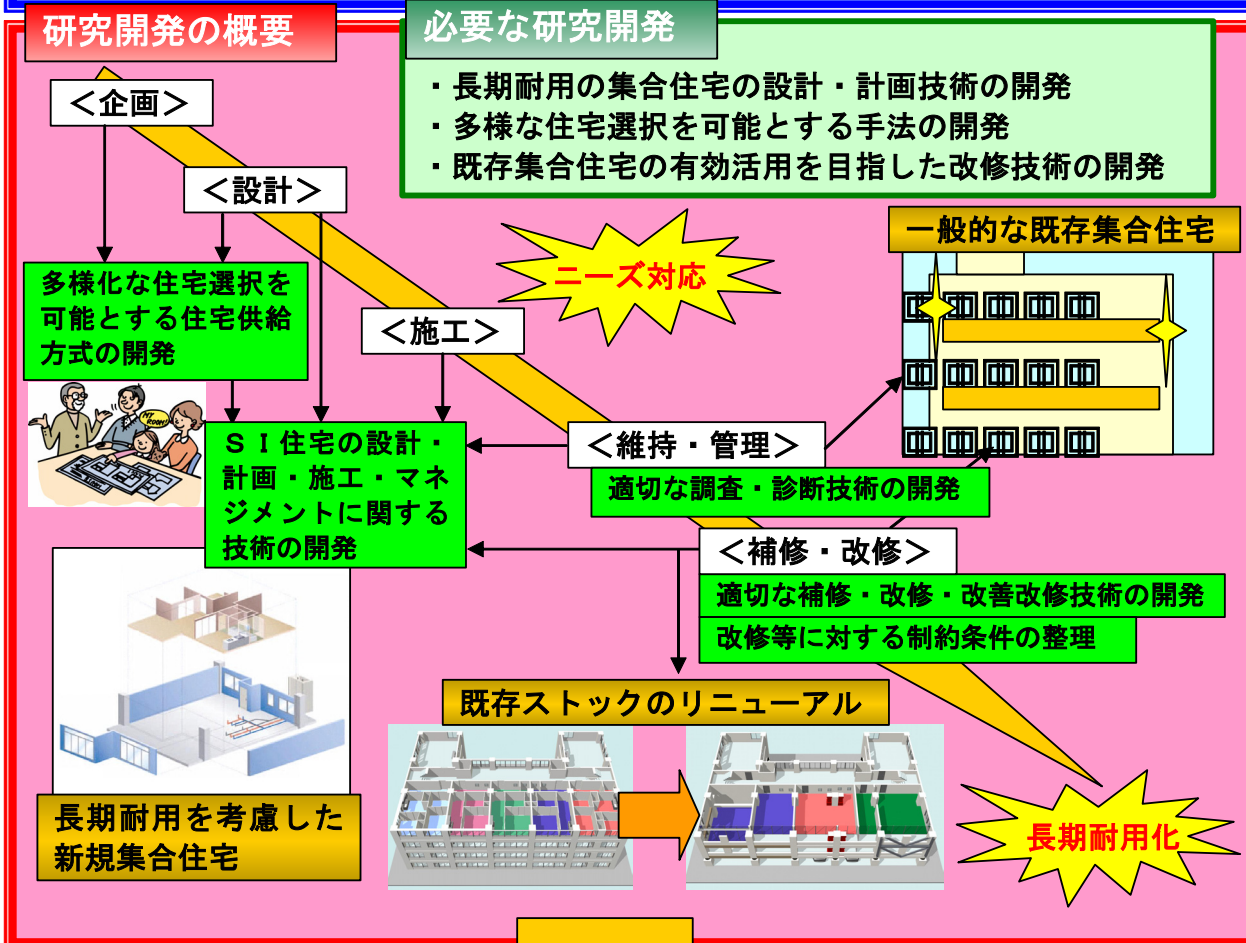 研究開発の概要
必要な研究開発
・長期耐用の集合住宅の設計・計画技術の開発
・多様な住宅選択を可能とする手法の開発
・既存集合住宅の有効活用を目指した改修技術の開発
＜企画＞
＜設計＞
一般的な既存集合住宅
ニーズ対応
多様化な住宅選択を
可能とする住宅供給
方式の開発
＜施工＞
MY
ROOM!
ＳＩ住宅の設計・
計画・施工・マネ
ジメントに関する
技術の開発
＜維持・管理＞
適切な調査・診断技術の開発
＜補修・改修＞
適切な補修・改修・改善改修技術の開発
改修等に対する制約条件の整理
既存ストックのリニューアル
長期耐用を考慮した
新規集合住宅
長期耐用化